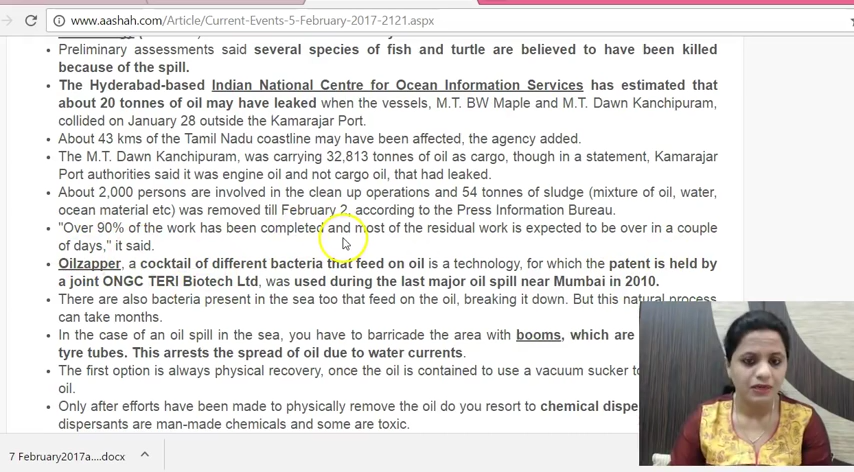 www.aashah.com/Article/Current-Events-5-February-2017-2121.aspx
Preliminary assessments said several species of fish and turtle are believed to have been killed
because of the spill.
The Hyderabad-based Indian National Centre for Ocean Information Services has estimated that
about 20 tonnes of oil may have leaked when the vessels, M.T. BW Maple and M.T. Dawn Kanchipuram,
collided on January 28 outside the Kamarajar Port.
About 43 kms of the Tamil Nadu coastline may have been affected, the agency added.
The M.T. Dawn Kanchipuram, was carrying 32,813 tonnes of oil as cargo, though in a statement, Kamarajar
Port authorities said it was engine oil and not cargo oil, that had leaked.
About 2,000 persons are involved in the clean up operations and 54 tonnes of sludge (mixture of oil, water,
ocean material etc) was removed till February 2, according to the Press Information Bureau.
"Over 90% of the work has been completed and most of the residual work is expected to be over in a couple
of days," it said.
Oilzapper, a cocktail of different bacteria that feed on oil is a technology, for which the patent is held by
a joint ONGC TERI Biotech Ltd, was used during the last major oil spill near Mumbai in 2010.
There are also bacteria present in the sea too that feed on the oil, breaking it down. But this natural process
can take months.
In the case of an oil spill in the sea, you have to barricade the area with booms, which are
tyre tubes. This arrests the spread of oil due to water currents.
The first option is always physical recovery, once the oil is contained to use a vacuum sucker
oil.
Only after efforts have been made to physically remove the oil do you resort to chemical
dispersants are man-made chemicals and some are toxic.
7 February2017a....docx